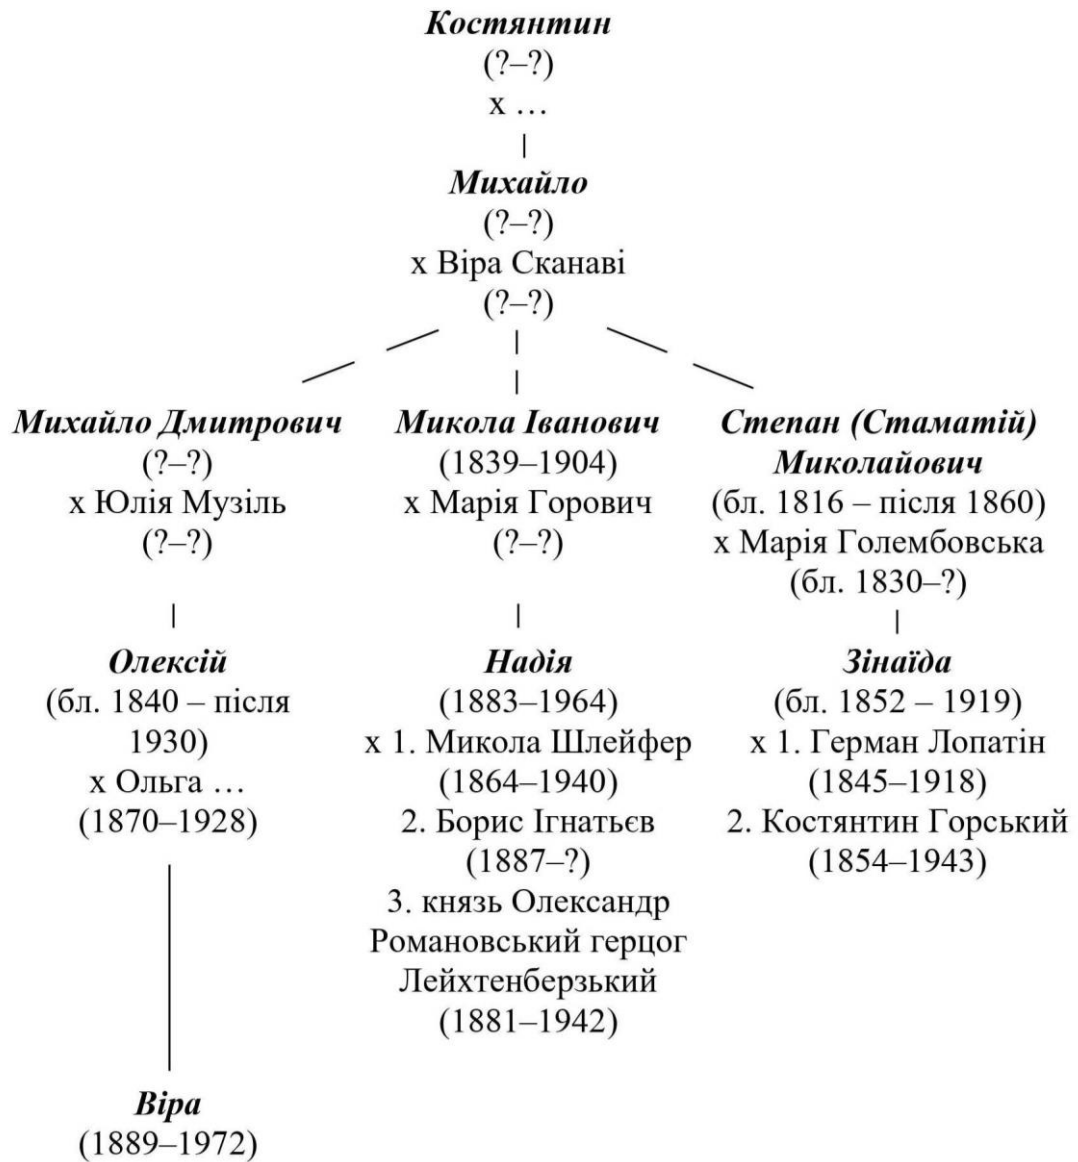 Костянтин
(?–?)
х …
Михайло
(?–?)
х Віра Сканаві
(?–?)
Михайло Дмитрович
(?–?)
х Юлія Музіль
(?–?)
Олексій
(бл. 1840 – після
1930)
х Ольга …
(1870–1928)
Віра
(1889–1972)
Микола Іванович
(1839–1904)
х Марія Горович
(?–?)
Надія
(1883–1964)
х 1. Микола Шлейфер
(1864–1940)
2. Борис Ігнатьєв
(1887–?)
3. князь Олександр
Романовський герцог
Лейхтенберзький
(1881–1942)
Степан (Стаматій)
Миколайович
(бл. 1816 – після 1860)
х Марія Голембовська
(бл. 1830–?)
Зінаїда
(бл. 1852 – 1919)
х 1. Герман Лопатін
(1845–1918)
2. Костянтин Горський
(1854–1943)